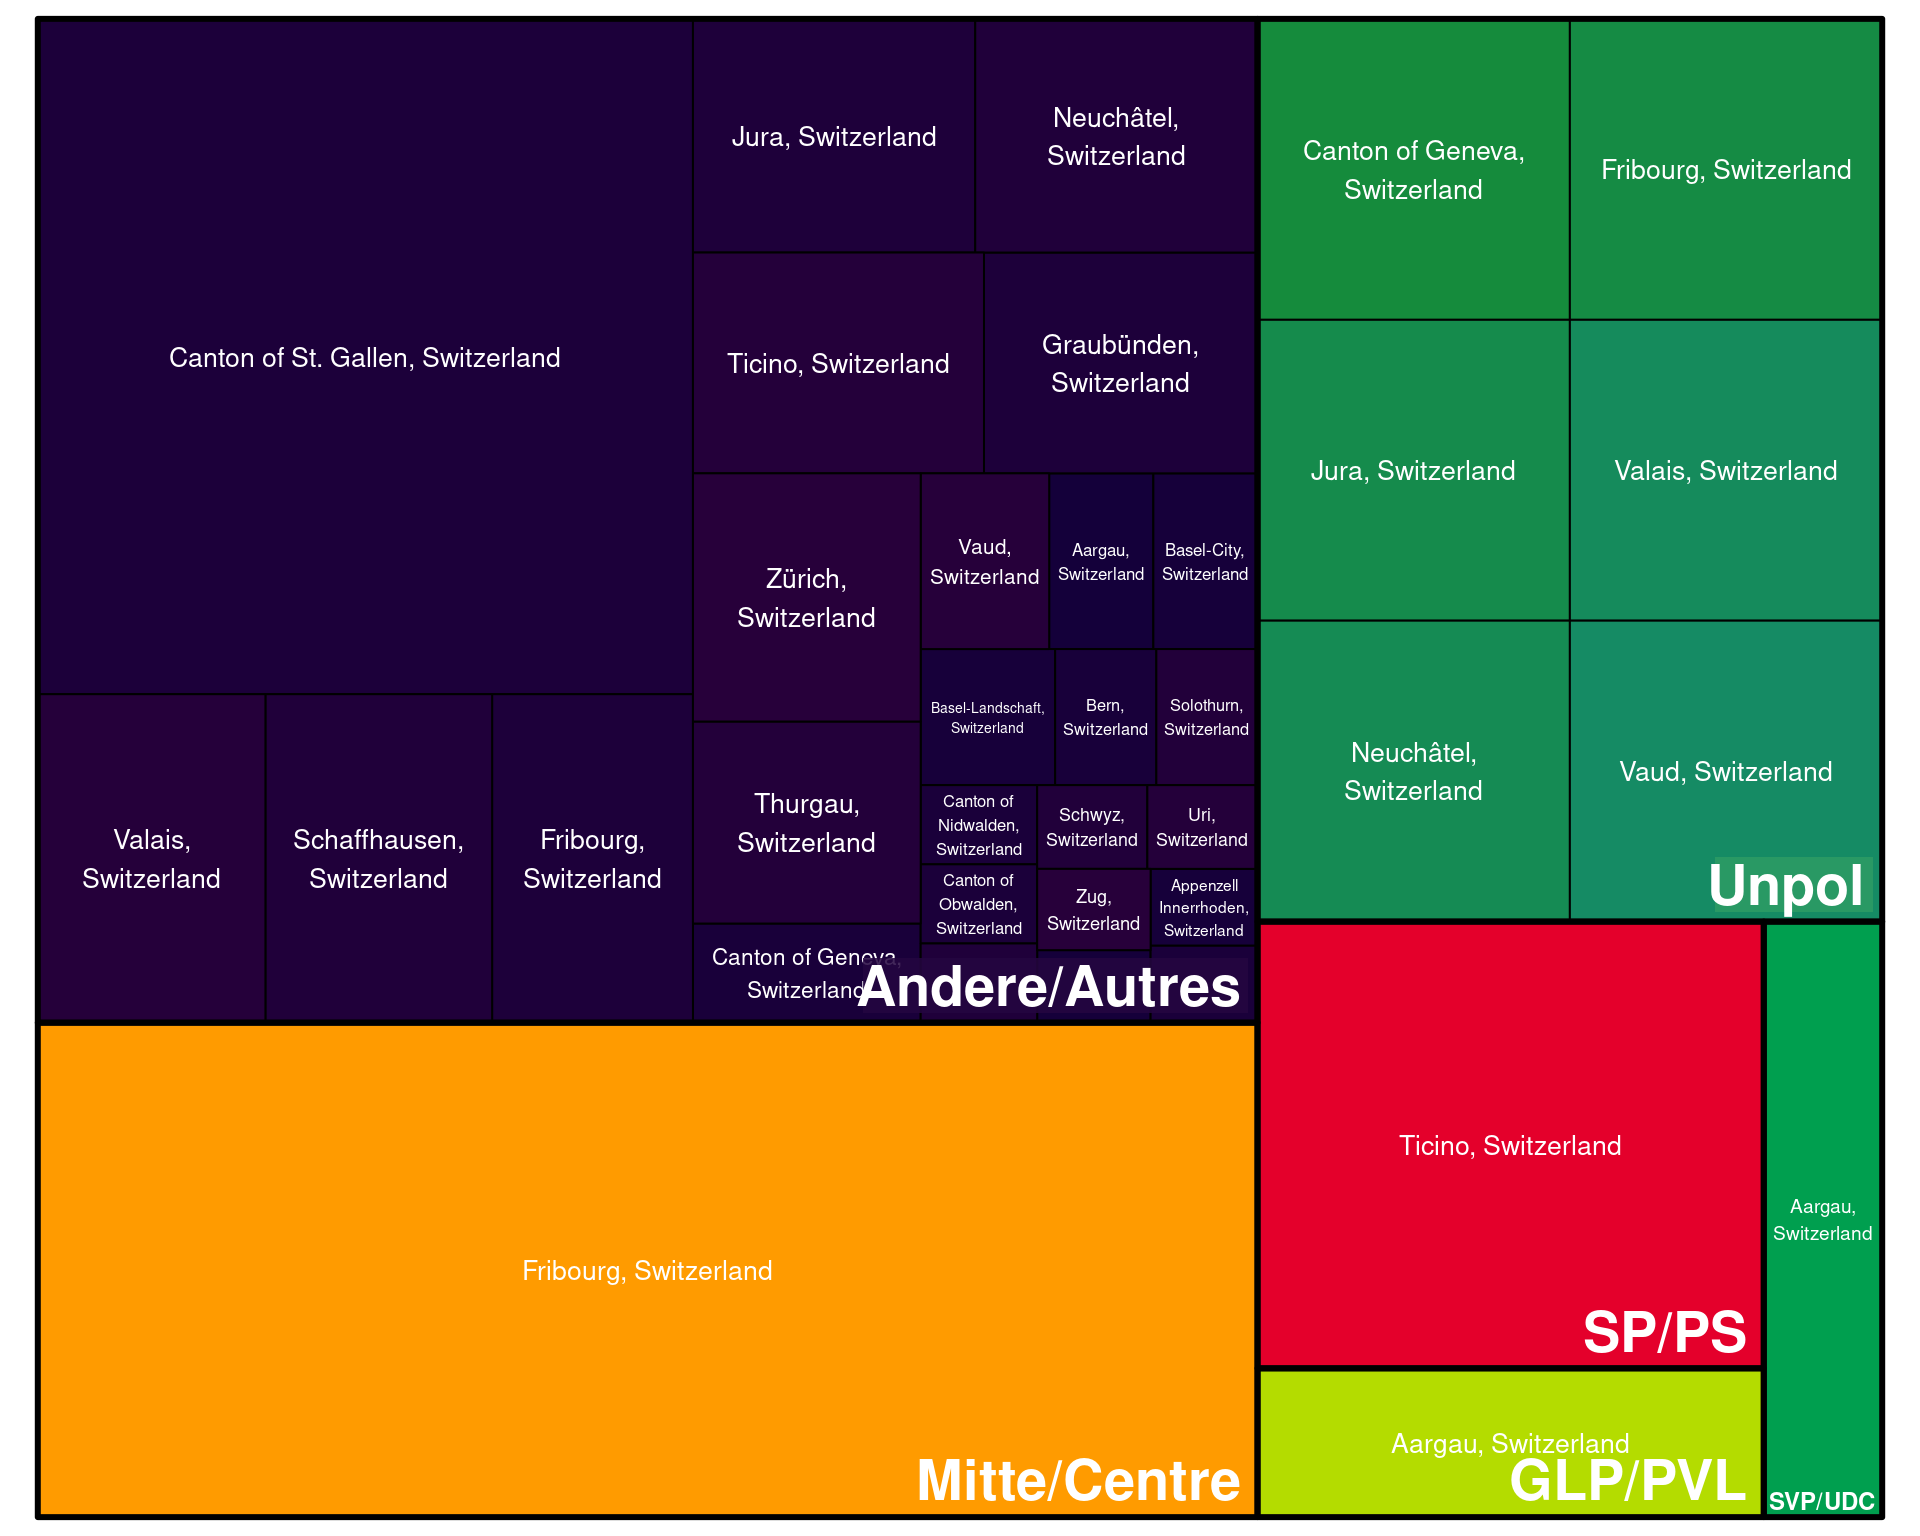 Canton of St. Gallen, Switzerland
Jura, Switzerland
Neuchâtel,
Switzerland
Ticino, Switzerland
Graubünden,
Switzerland
Zürich,
Switzerland
Vaud,
Switzerland
Aargau,
Switzerland
Basel-City,
Switzerland
Basel-Landschaft,
Switzerland
Bern,
Switzerland
Solothurn,
Switzerland
Valais,
Switzerland
Schaffhausen,
Switzerland
Fribourg,
Switzerland
Thurgau,
Switzerland
Canton of
Nidwalden,
Switzerland
Schwyz,
Switzerland
Uri,
Switzerland
Canton of
Obwalden,
Switzerland
Zug,
Switzerland
Appenzell
Innerrhoden,
Switzerland
Canton of Geneva,
Switzerland
Andere/Autres
Canton of Geneva,
Switzerland
Fribourg, Switzerland
Jura, Switzerland
Valais, Switzerland
Neuchâtel,
Switzerland
Vaud, Switzerland
Unpol
Fribourg, Switzerland
Mitte/Centre
Ticino, Switzerland
SP/PS
Aargau, Switzerland
GLP/PVL
Aargau,
Switzerland
SVP/UDC